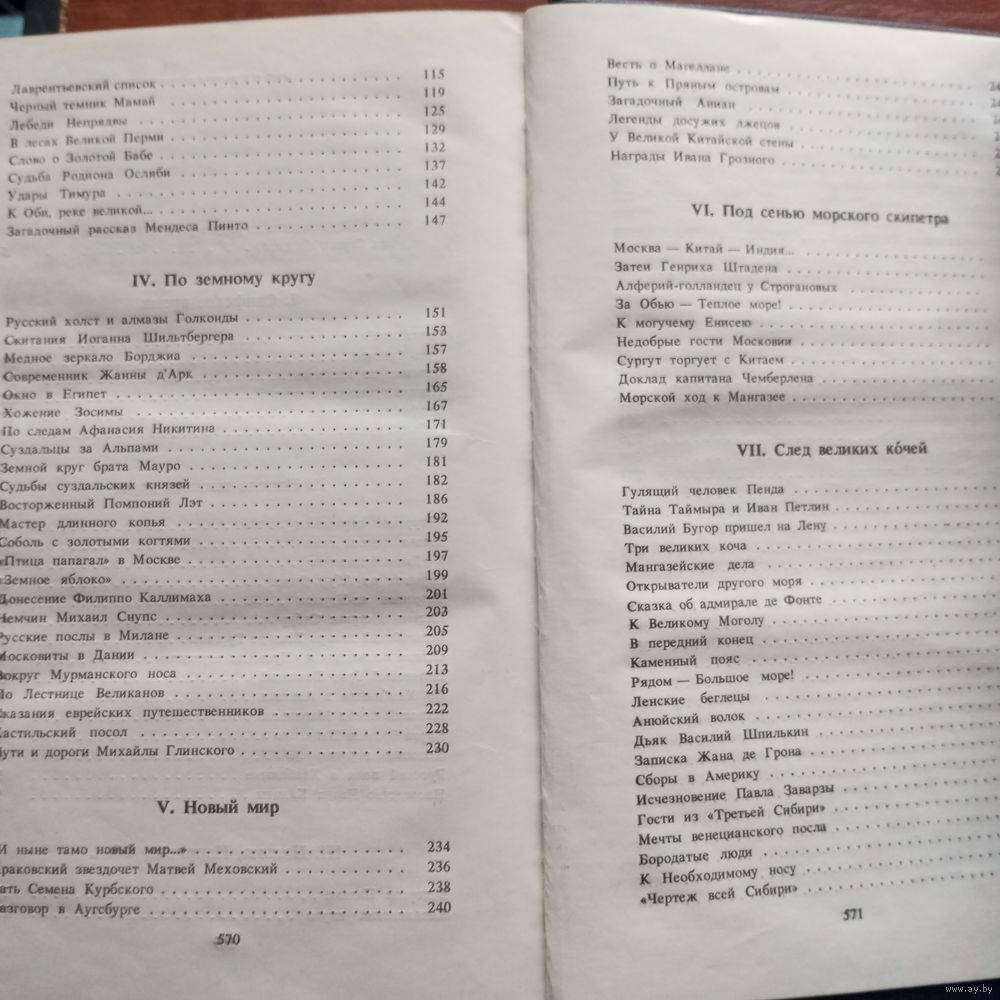 Лаврентьевский список 115
Черный темник Мамай 119
Лебеди Непрядвы 125
В лесах Великой Перми 129
Слово о Золотой Бабе 132
Судьба Родиона Осляби 137
Удары Тимура 142
К Оби, реке великой... 144
Загадочный рассказ Мендеса Пинто 147
IV. По земному кругу
Русский холст и алмазы Голконды 151
Скитания Иоганна Шильтбергера 153
Медное зеркало Борджиа 157
Современник Жанны д'Арк 158
Окно в Египет 165
Хожение Зосимы 167
По следам Афанасия Никитина 171
Суздальцы за Альпами 179
Земной круг брата Мауро 181
Судьбы суздальских князей 182
Восторженный Помпоний Лэт 186
Мастер длинного копья 192
Соболь с золотыми когтями 195
«Птица папагал» в Москве 197
«Земное яблоко» 199
Донесение Филиппо Каллимаха 201
Немчин Михаил Снупс 203
Русские послы в Милане 205
Московиты в Дании 209
Вокруг Мурманского носа 213
По Лестнице Великанов 216
Сказания еврейских путешественников 222
Кастильский посол 228
Пути и дороги Михайлы Глинского 230
V. Новый мир
И ныне тамо новый мир...» 234
Краковский звездочет Матвей Меховский 236
ать Семена Курбского 238
Разговор в Аугсбурге 240
570
Весть о Магеллане
Путь к Пряным островам
Загадочный Аниан
Легенды досужих лжецов
У Великой Китайской стены
Награды Ивана Грозного
VI. Под сенью морского скипетра
Москва — Китай — Индия...
Затеи Генриха Штадена
Алферий-голландец у Строгановых
За Обью — Теплое море!
К могучему Енисею
Недобрые гости Московии
Сургут торгует с Китаем
Доклад капитана Чемберлена
Морской ход к Мангазее
VII. След великих ко́чей
Гулящий человек Пенда
Тайна Таймыра и Иван Петлин
Василий Бугор пришел на Лену
Три великих коча
Мангазейские дела
Открыватели другого моря
Сказка об адмирале де Фонте
К Великому Моголу
В передний конец
Каменный пояс
Рядом — Большое море!
Ленские беглецы
Анюйский волок
Дьяк Василий Шпилькин
Записка Жана де Грона
Сборы в Америку
Исчезновение Павла Заварзы
Гости из «Третьей Сибири»
Мечты венецианского посла
Бородатые люди
К Необходимому носу
«Чертеж всей Сибири»
571
www.ay.by